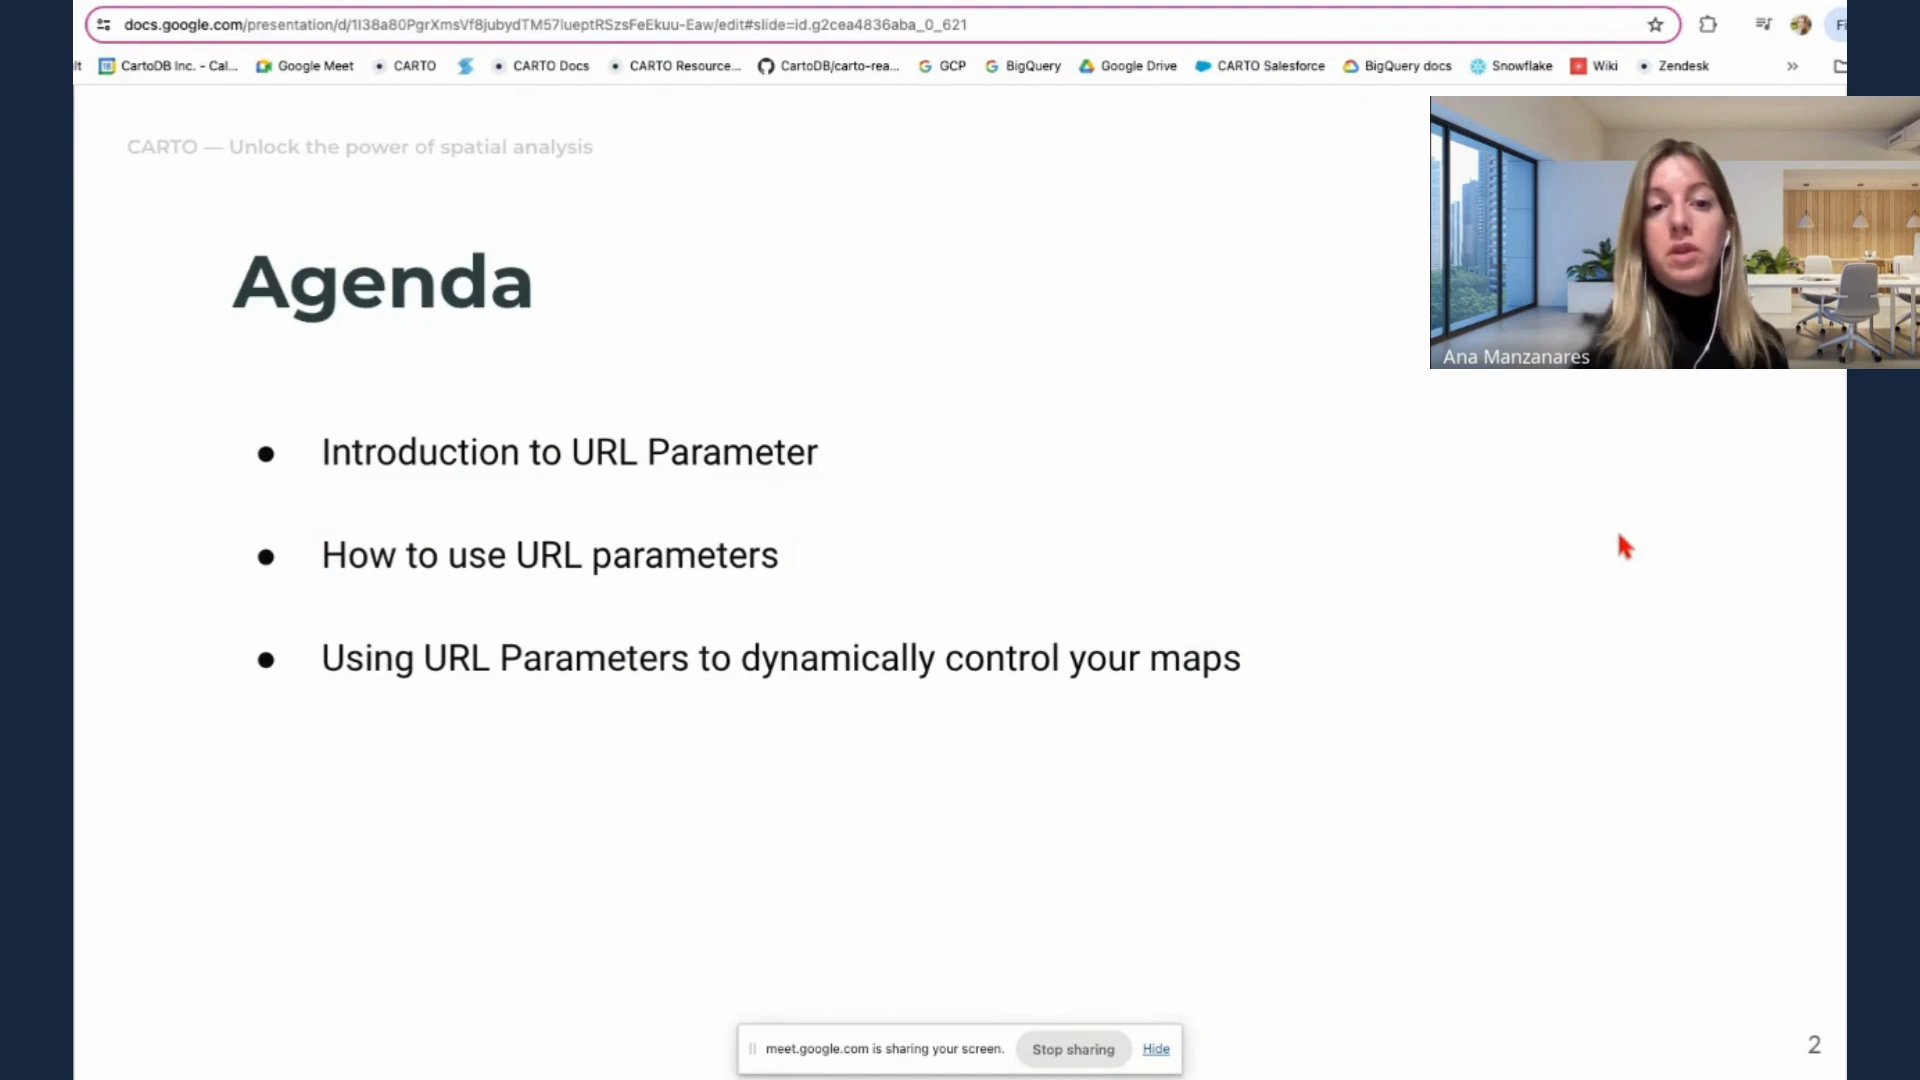 docs.google.com/presentation/d/1I38a80PgrXmsVf8jubydTM57IueptRSzsFeEkuu-Eaw/edit#slide=id.g2cea4836aba_0_621
CartoDB Inc. - Cal... Google Meet CARTO CARTO Docs CARTO Resource... CartoDB/carto-rea... GCP BigQuery Google Drive CARTO Salesforce BigQuery docs Snowflake Wiki Zendesk »
CARTO — Unlock the power of spatial analysis
Agenda
Ana Manzanares
● Introduction to URL Parameter
● How to use URL parameters
● Using URL Parameters to dynamically control your maps
meet.google.com is sharing your screen. Stop sharing Hide
2